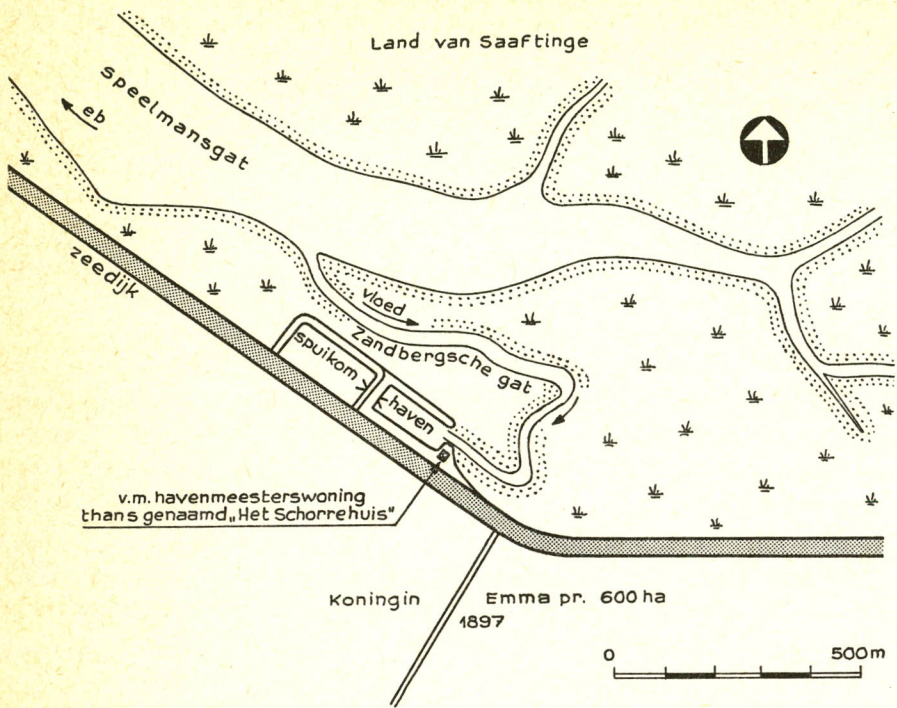 Land van Saaftinge
speelmansgat
eb
zeedijk
vloed
Zandbergsche gat
spuikom
haven
v.m. havenmeesterswoning
thans genaamd „Het Schorrehuis"
Koningin Emma pr. 600 ha
1897
0 500m